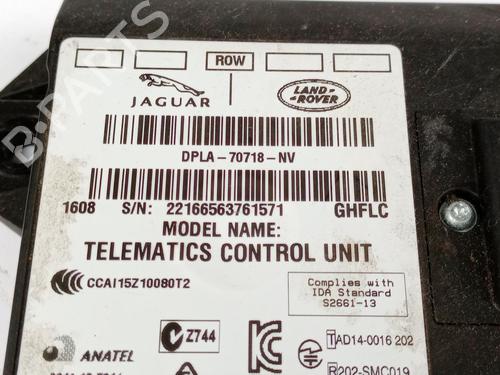 ROW
JAGUAR
LAND-
ROVER
DPLA-70718-NV
1608 S/N: 22166563761571 GHFLC
MODEL NAME:
TELEMATICS CONTROL UNIT
CCAI15Z10080T2
Complies with
IDA Standard
S2661-13
Z744
TAD14-0016 202
ANATEL
R202-SMC019
B-PARTS